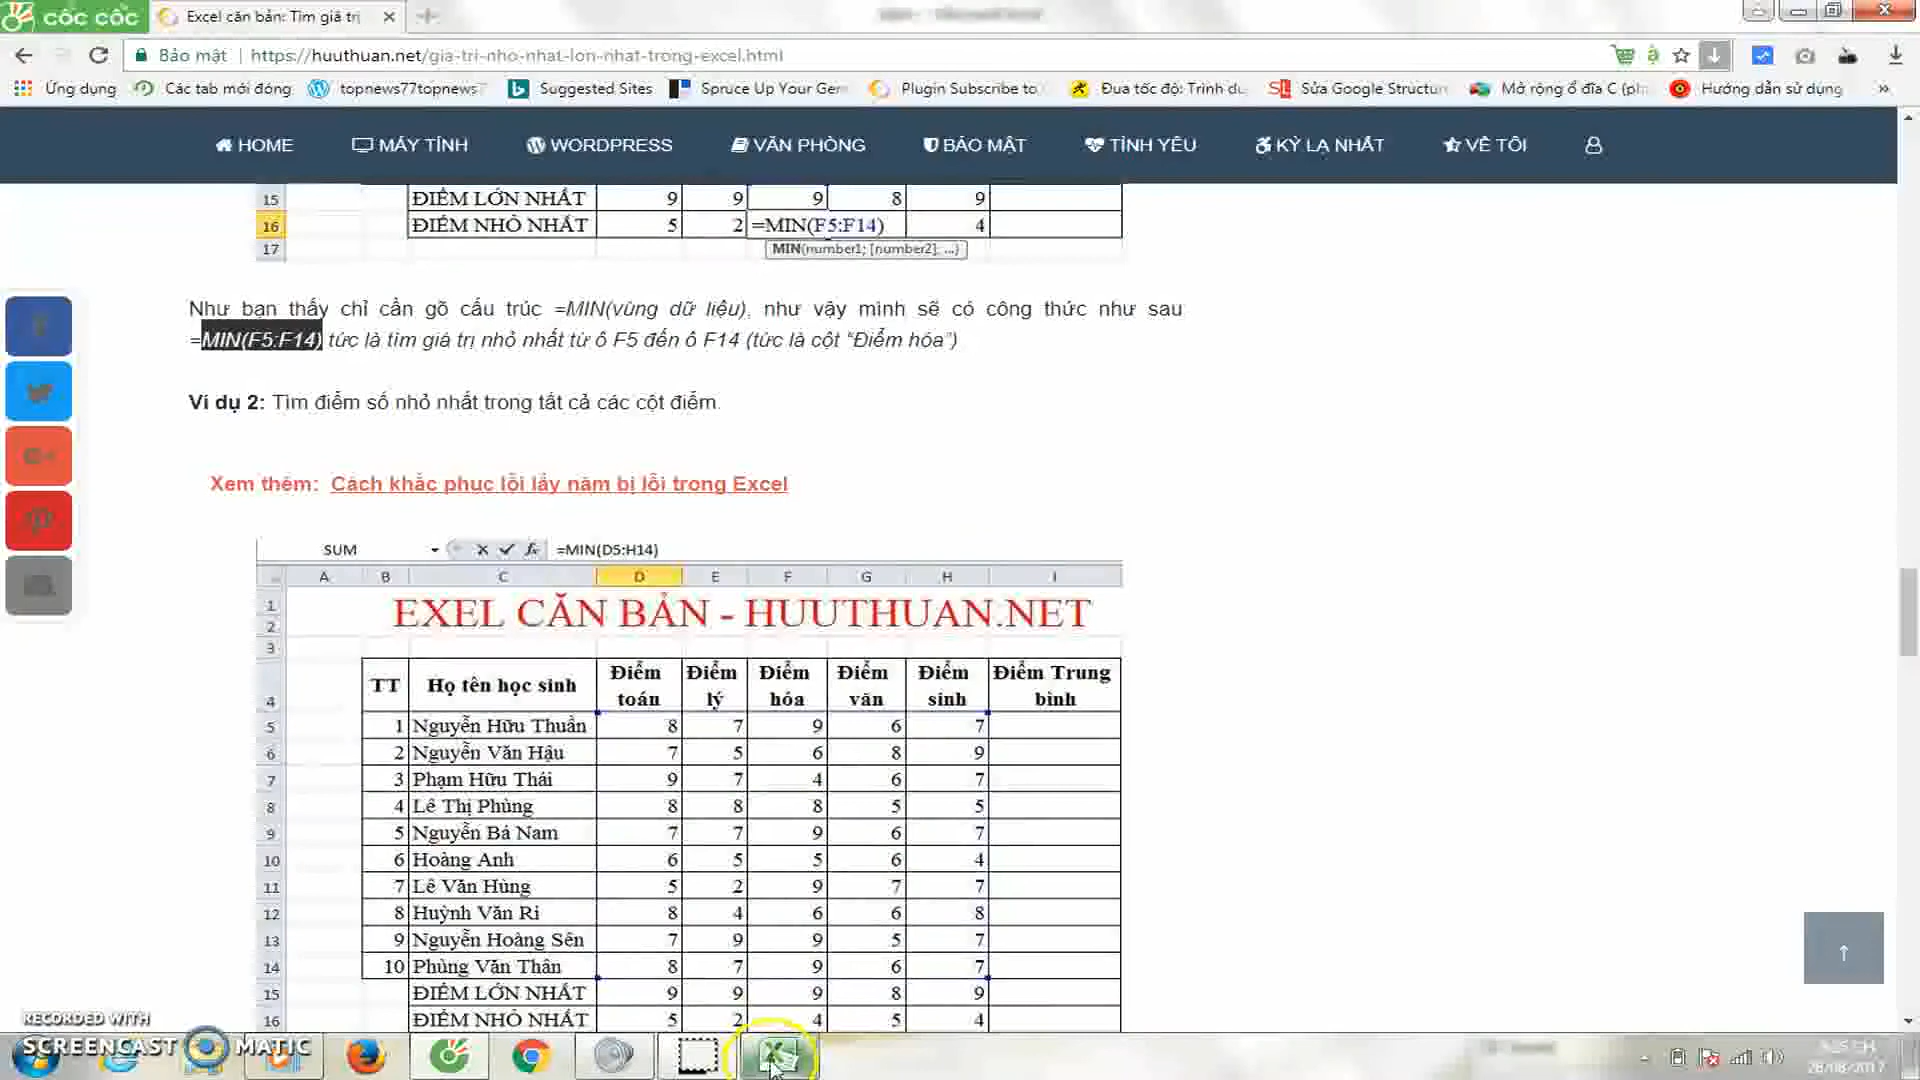 CỐC CỐC Excel căn bản: Tìm giá trị
Bảo mật https://huuthuan.net/gia-tri-nho-nhat-lon-nhat-trong-excel.html
Ứng dụng Các tab mới đóng topnews77topnews7 Suggested Sites Spruce Up Your Ger Plugin Subscribe to Đua tốc độ: Trình dụ Sửa Google Structur Mở rộng ổ đĩa C (ph Hướng dẫn sử dụng »
HOME MÁY TÍNH WORDPRESS VĂN PHÒNG BẢO MẬT TÌNH YÊU KỲ LẠ NHẤT VỀ TÔI
15 ĐIỂM LỚN NHẤT 9 9 9 8 9
16 ĐIỂM NHỎ NHẤT 5 2 =MIN(F5:F14) 4
17 MIN(number1; [number2]; ...)
Như bạn thấy chỉ cần gõ cấu trúc =MIN(vùng dữ liệu), như vậy mình sẽ có công thức như sau
=MIN(F5:F14) tức là tìm giá trị nhỏ nhất từ ô F5 đến ô F14 (tức là cột “Điểm hóa”)
Ví dụ 2: Tìm điểm số nhỏ nhất trong tất cả các cột điểm.
Xem thêm: Cách khắc phục lỗi lấy năm bị lỗi trong Excel
SUM fx =MIN(D5:H14)
A B C D E F G H I
1 EXEL CĂN BẢN - HUUTHUAN.NET
2
3
4 TT Họ tên học sinh Điểm toán Điểm lý Điểm hóa Điểm văn Điểm sinh Điểm Trung bình
5 1 Nguyễn Hữu Thuần 8 7 9 6 7
6 2 Nguyễn Văn Hậu 7 5 6 8 9
7 3 Phạm Hữu Thái 9 7 4 6 7
8 4 Lê Thị Phùng 8 8 8 5 5
9 5 Nguyễn Bá Nam 7 7 9 6 7
10 6 Hoàng Anh 6 5 5 6 4
11 7 Lê Văn Hùng 5 2 9 7 7
12 8 Huỳnh Văn Ri 8 4 6 6 8
13 9 Nguyễn Hoàng Sên 7 9 9 5 7
14 10 Phùng Văn Thân 8 7 9 6 7
15 ĐIỂM LỚN NHẤT 9 9 9 8 9
16 ĐIỂM NHỎ NHẤT 5 2 4 5 4
RECORDED WITH
SCREENCAST MATIC
28/08/2017